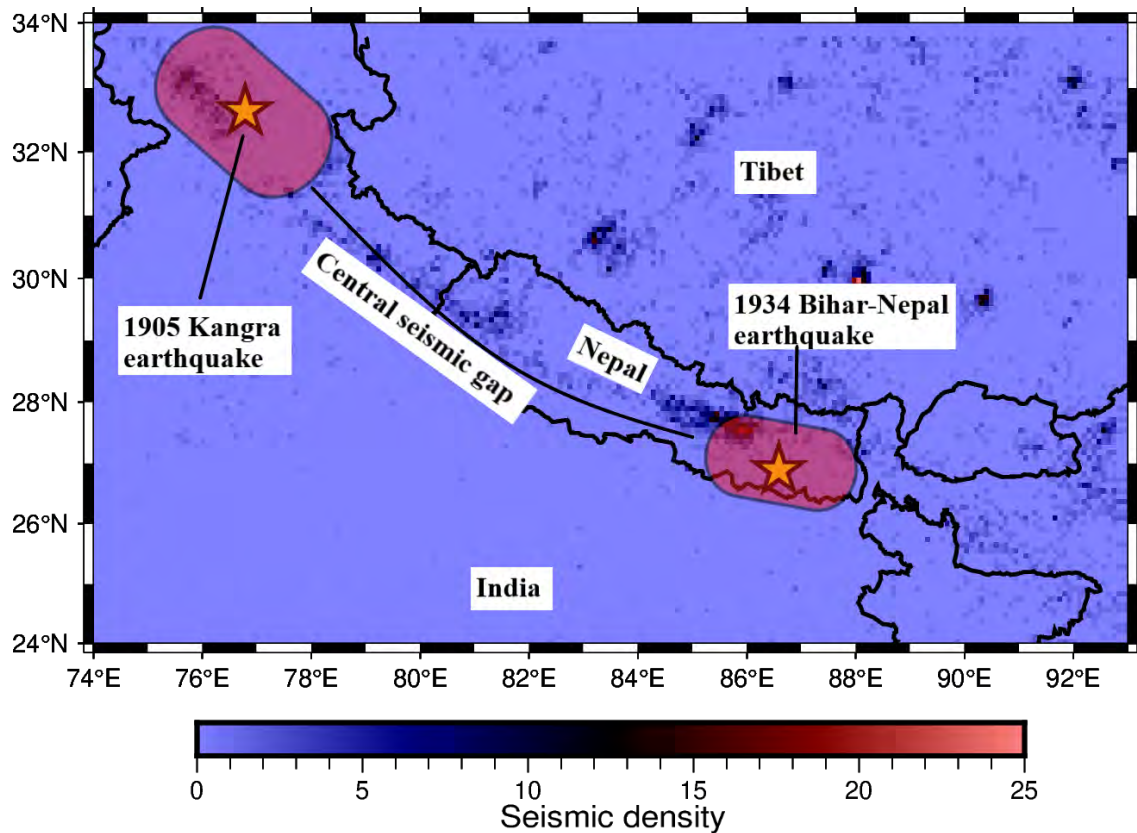 34°N
32°N
30°N
28°N
26°N
24°N
Tibet
1905 Kangra
earthquake
Central seismic gap
Nepal
1934 Bihar-Nepal
earthquake
India
74°E 76°E 78°E 80°E 82°E 84°E 86°E 88°E 90°E 92°E
0 5 10 15 20 25
Seismic density